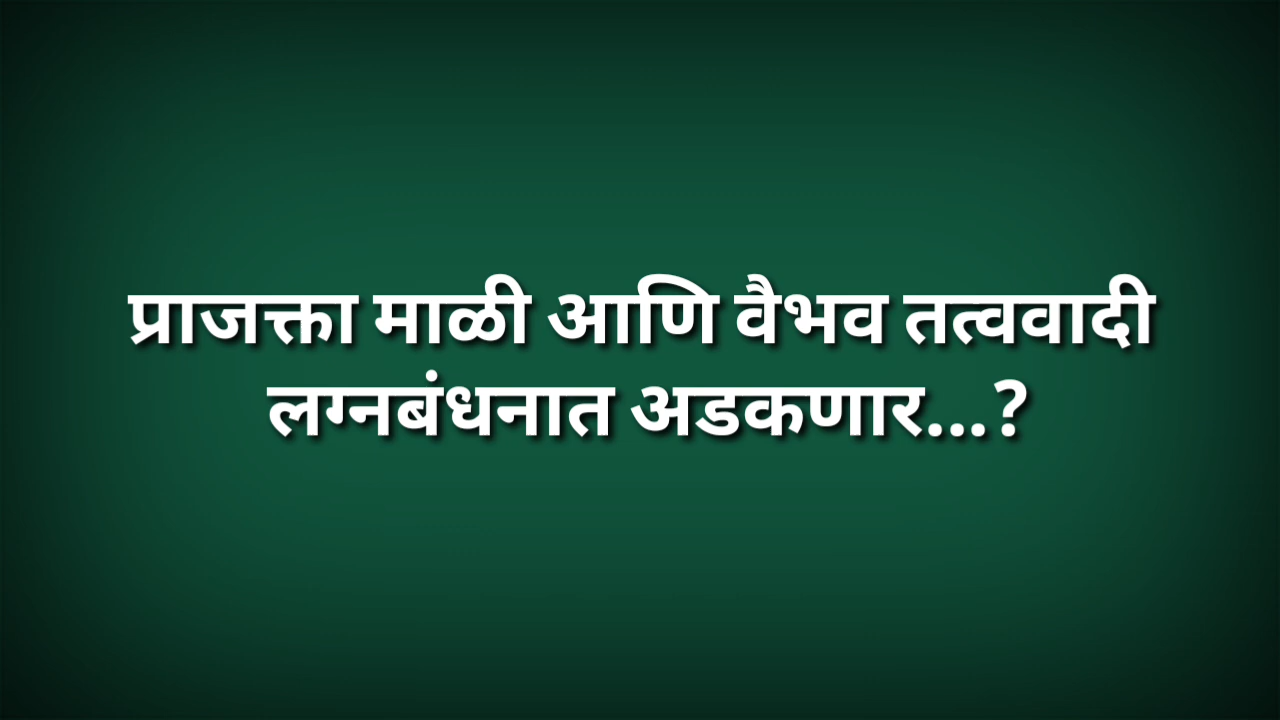 प्राजक्ता माळी आणि वैभव तत्ववादी
लग्नबंधनात अडकणार...?